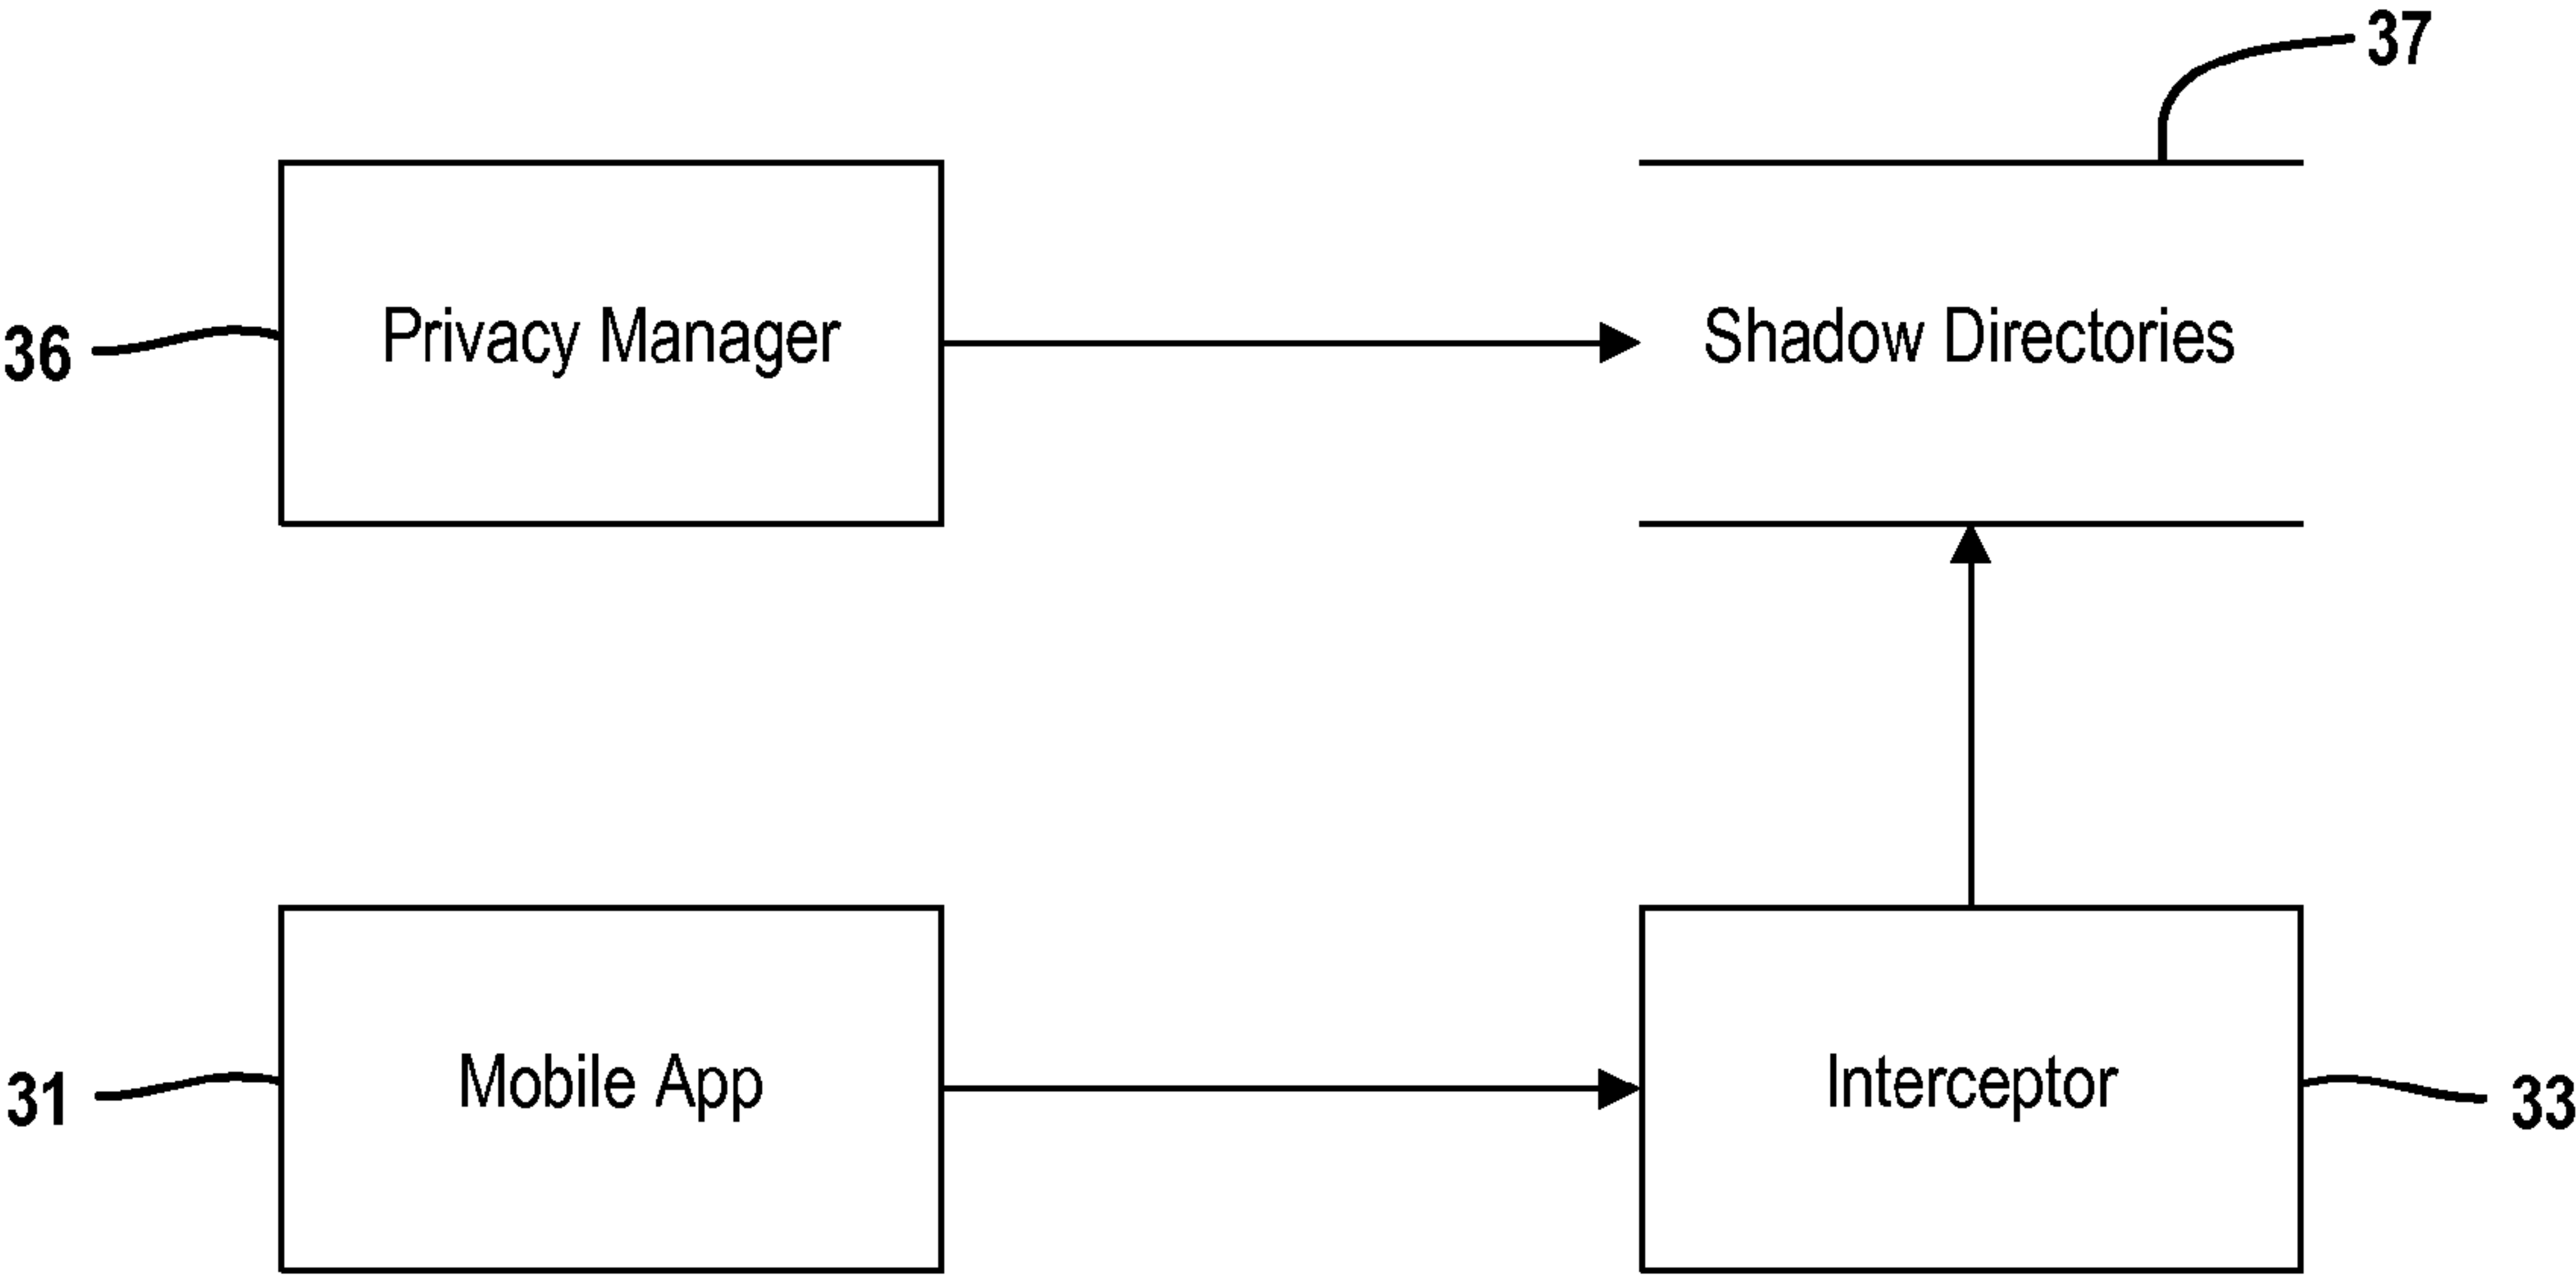 37
36
Privacy Manager
Shadow Directories
31
Mobile App
Interceptor
33